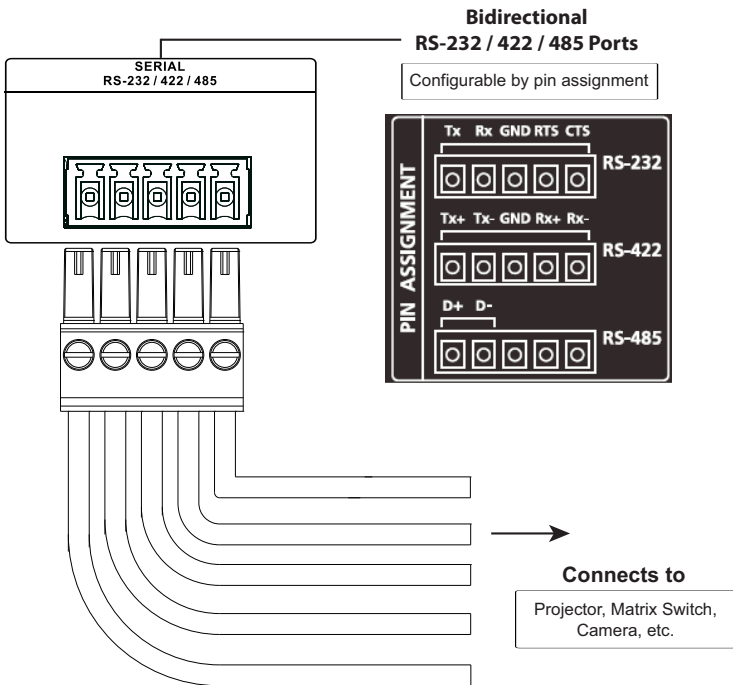 Bidirectional
RS-232 / 422 / 485 Ports
SERIAL
RS-232 / 422 / 485
Configurable by pin assignment
PIN ASSIGNMENT
Tx Rx GND RTS CTS
RS-232
Tx+ Tx- GND Rx+ Rx-
RS-422
D+ D-
RS-485
Connects to
Projector, Matrix Switch,
Camera, etc.